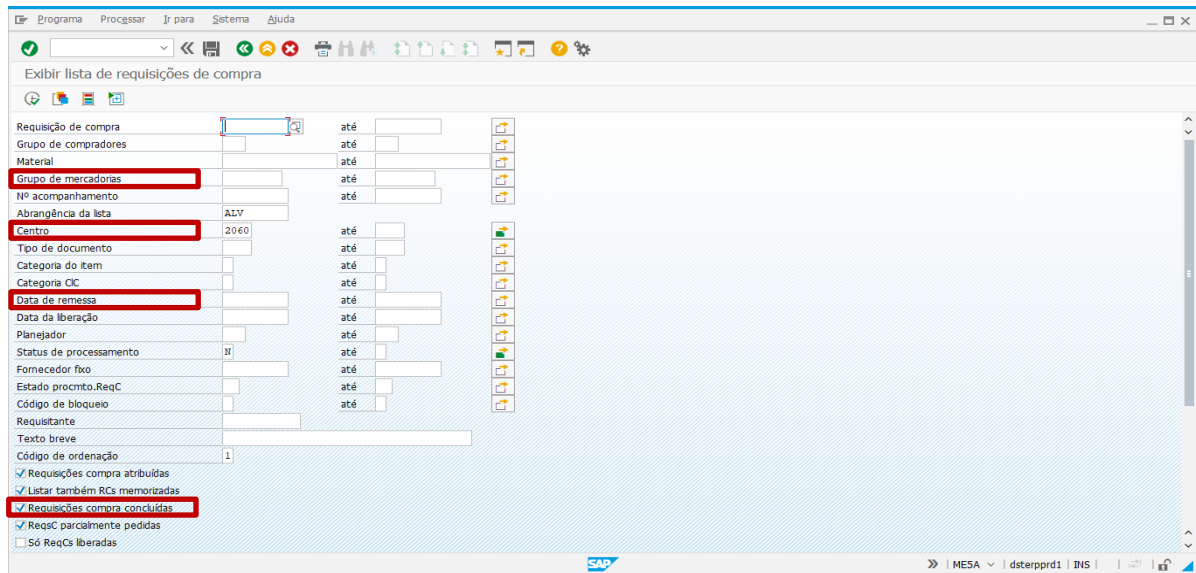 Programa Processar Ir para Sistema Ajuda
Exibir lista de requisições de compra
Requisição de compra até
Grupo de compradores até
Material até
Grupo de mercadorias até
Nº acompanhamento até
Abrangência da lista ALV
Centro 2060 até
Tipo de documento até
Categoria do item até
Categoria ClC até
Data de remessa até
Data da liberação até
Planejador até
Status de processamento N até
Fornecedor fixo até
Estado procmto.ReqC até
Código de bloqueio até
Requisitante
Texto breve
Código de ordenação 1
Requisições compra atribuídas
Listar também RCs memorizadas
Requisições compra concluídas
ReqsC parcialmente pedidas
Só ReqCs liberadas
SAP ME5A dsterpprd1 INS